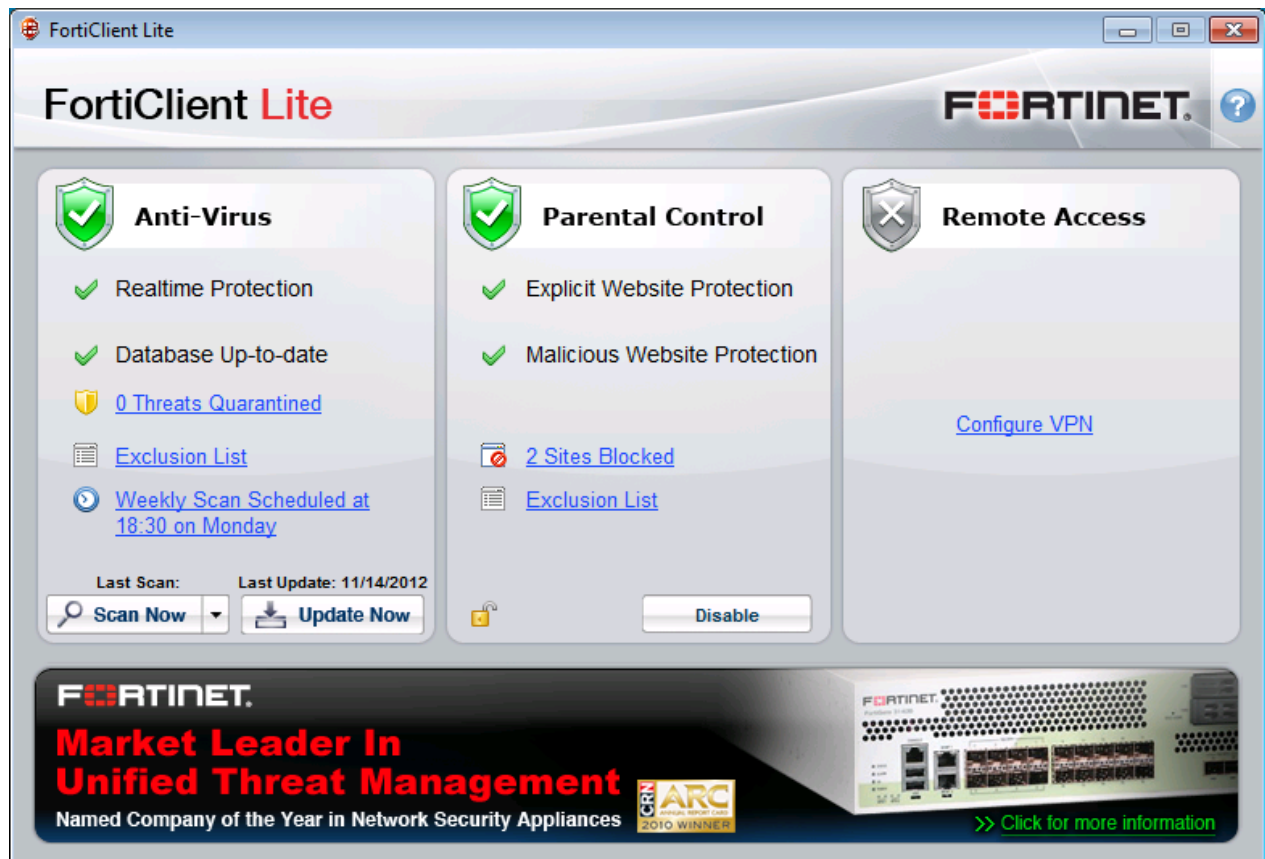 FortiClient Lite
FortiClient Lite
FORTINET.
?
Anti-Virus
Realtime Protection
Database Up-to-date
0 Threats Quarantined
Exclusion List
Weekly Scan Scheduled at
18:30 on Monday
Last Scan:
Last Update: 11/14/2012
Scan Now
Update Now
Parental Control
Explicit Website Protection
Malicious Website Protection
2 Sites Blocked
Exclusion List
Disable
Remote Access
Configure VPN
FORTINET.
Market Leader In
Unified Threat Management
Named Company of the Year in Network Security Appliances
CRN
ARC
ANNUAL REPORT CARD
2010 WINNER
FORTINET.
>> Click for more information